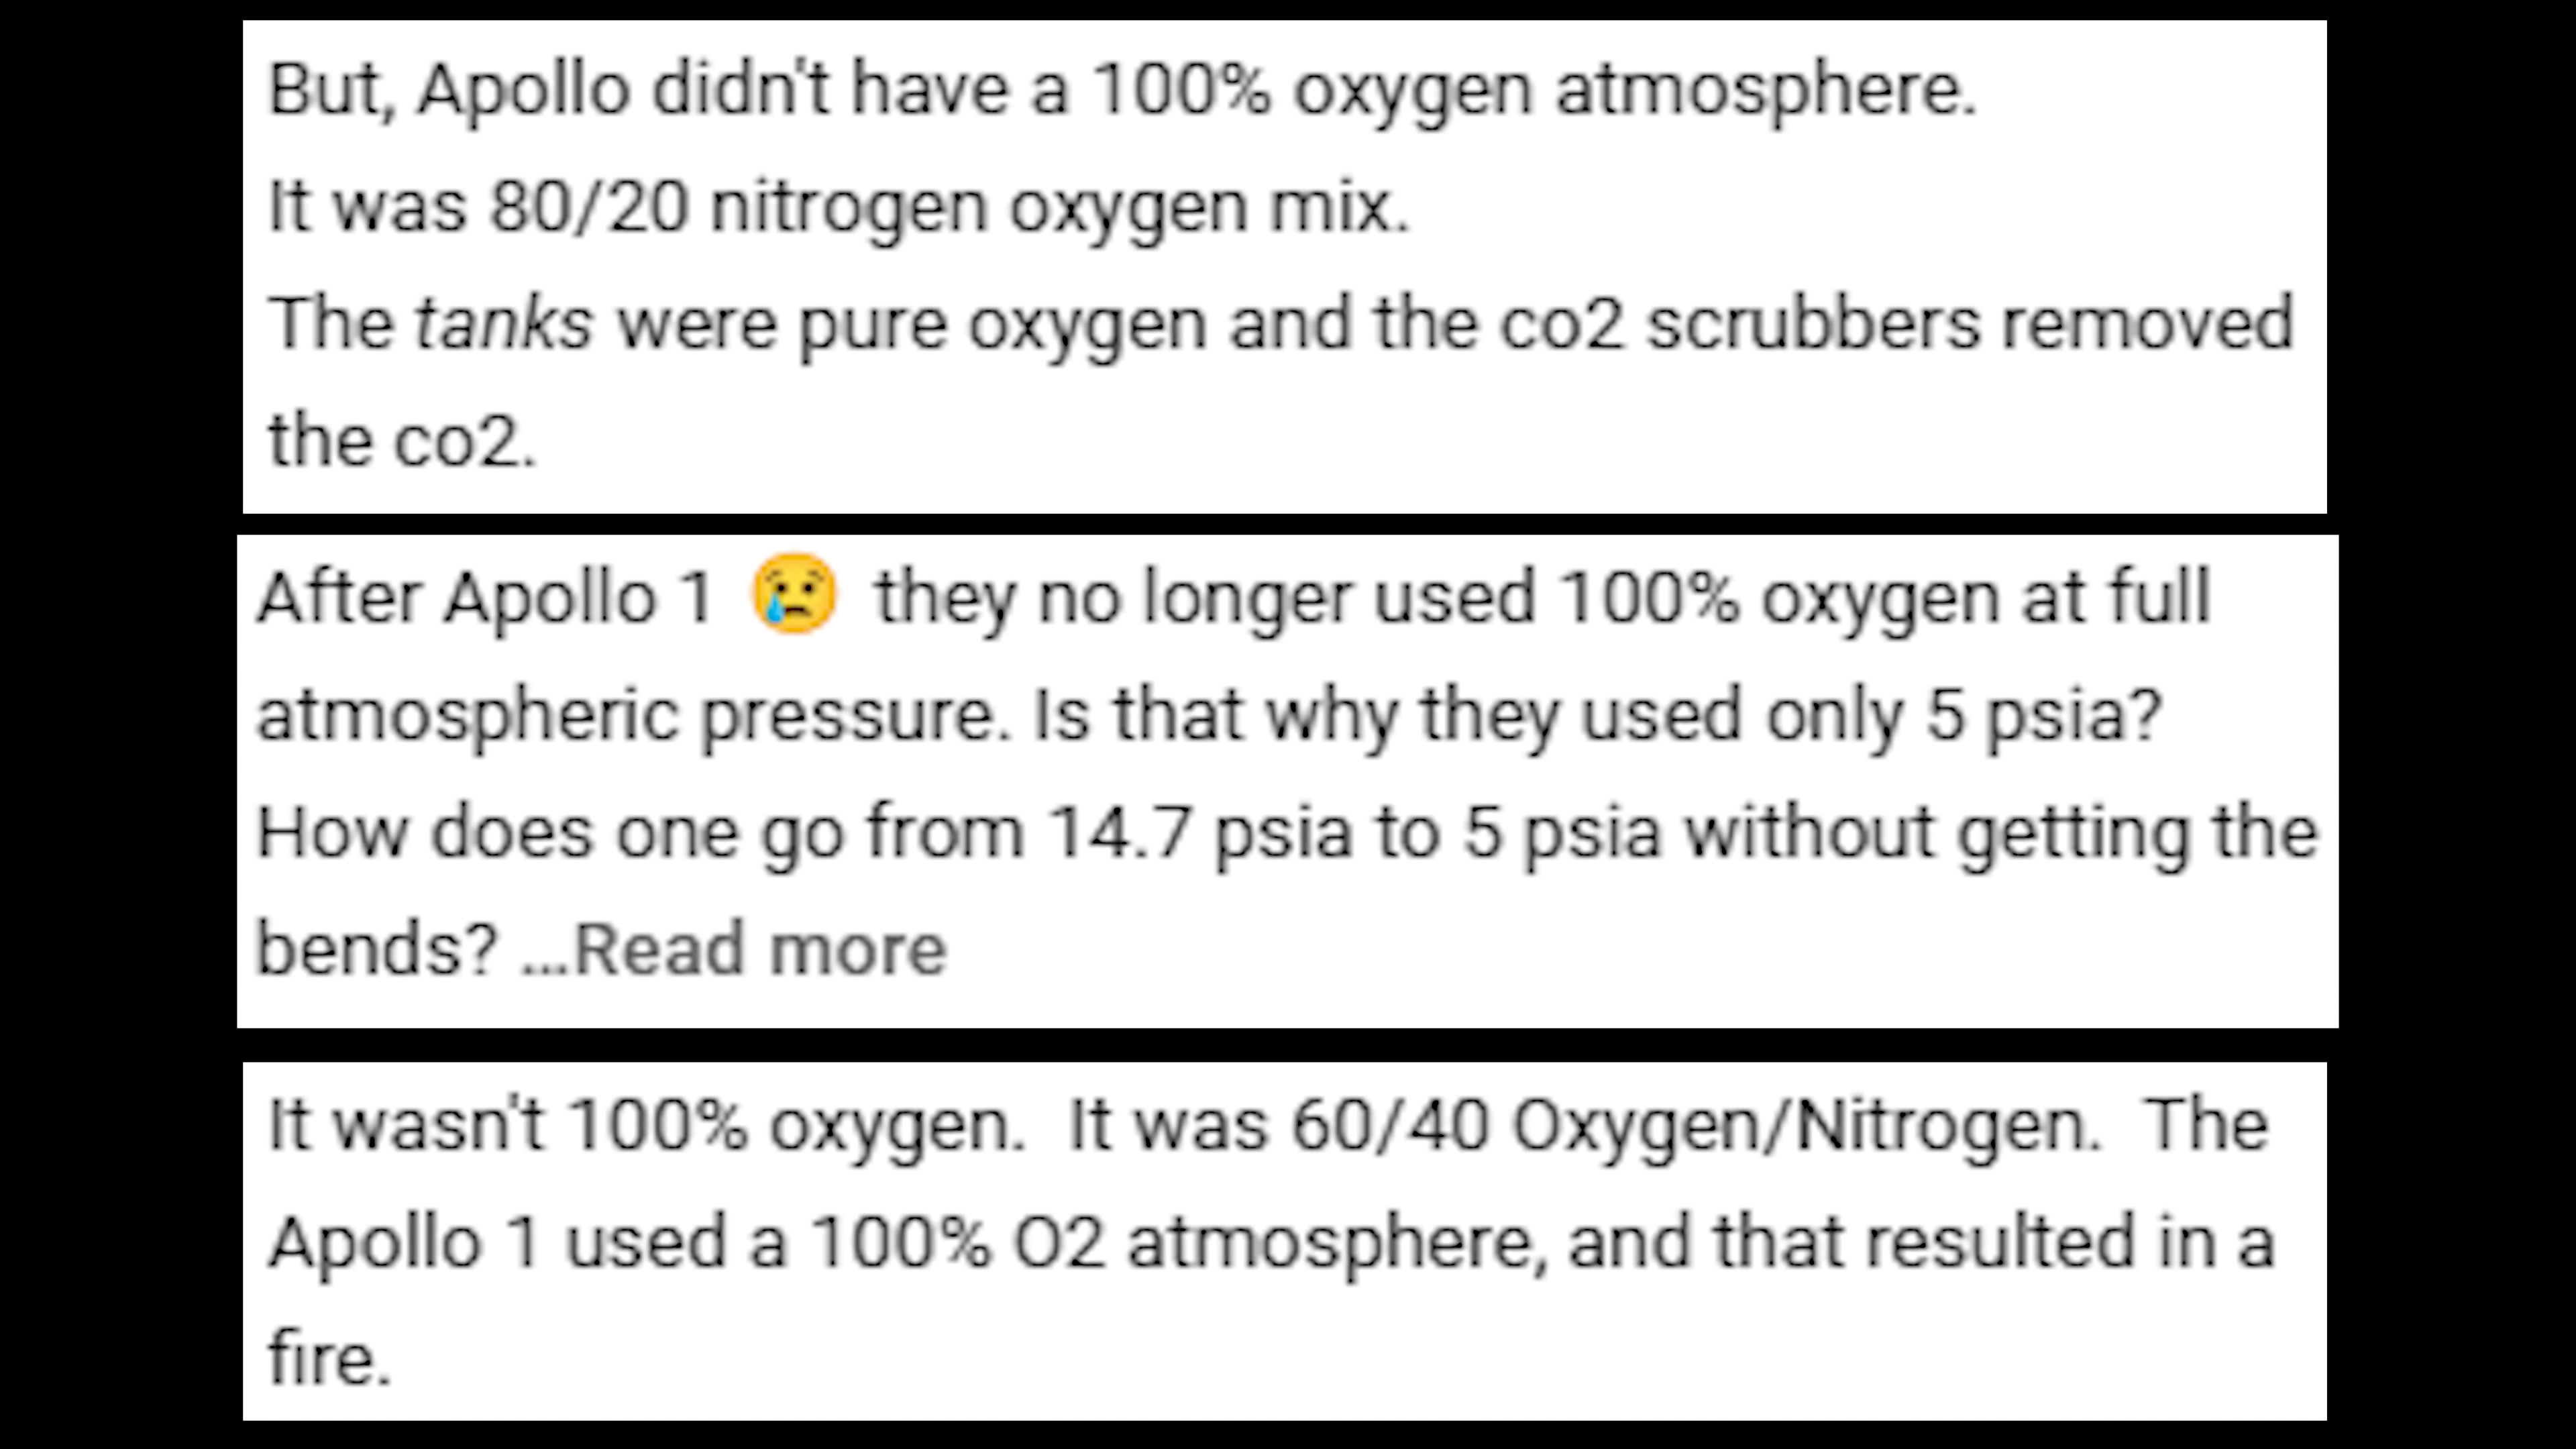 But, Apollo didn't have a 100% oxygen atmosphere.
It was 80/20 nitrogen oxygen mix.
The tanks were pure oxygen and the co2 scrubbers removed
the co2.
After Apollo 1 😢 they no longer used 100% oxygen at full
atmospheric pressure. Is that why they used only 5 psia?
How does one go from 14.7 psia to 5 psia without getting the
bends? ...Read more
It wasn't 100% oxygen.  It was 60/40 Oxygen/Nitrogen.  The
Apollo 1 used a 100% O2 atmosphere, and that resulted in a
fire.